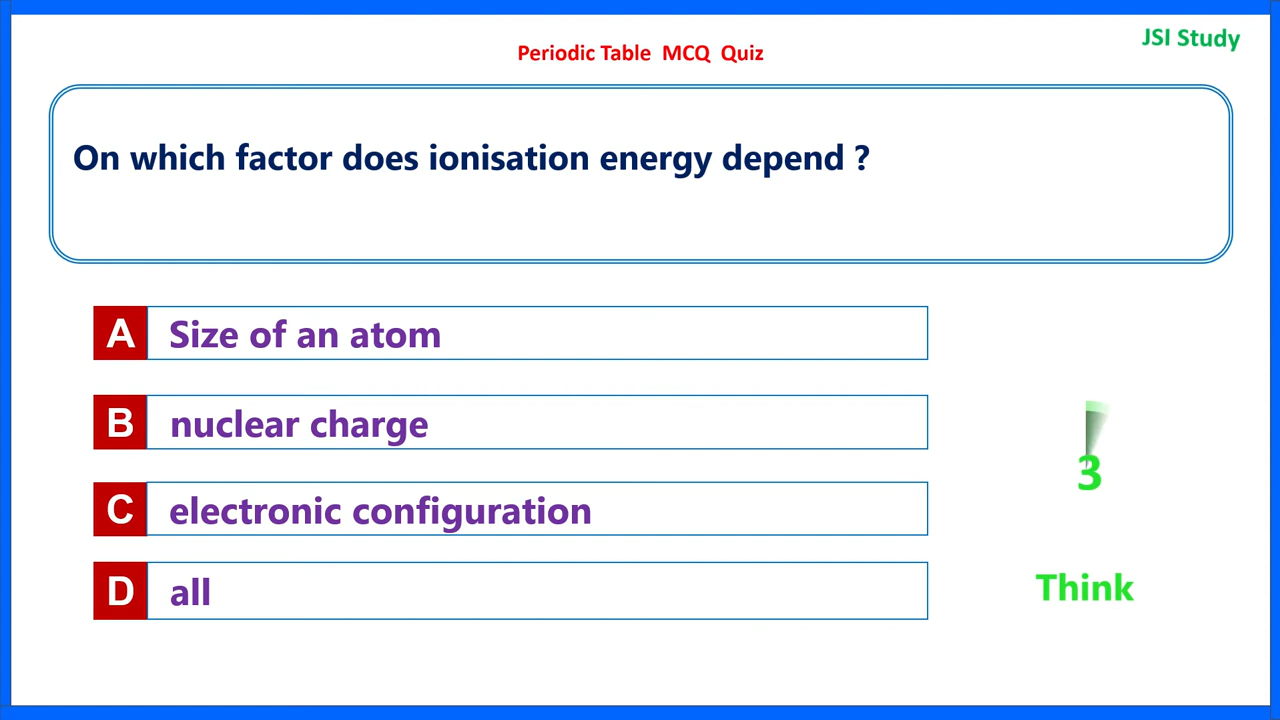 JSI Study
Periodic Table MCQ Quiz
On which factor does ionisation energy depend ?
A Size of an atom
B nuclear charge
C electronic configuration
D all
3
Think